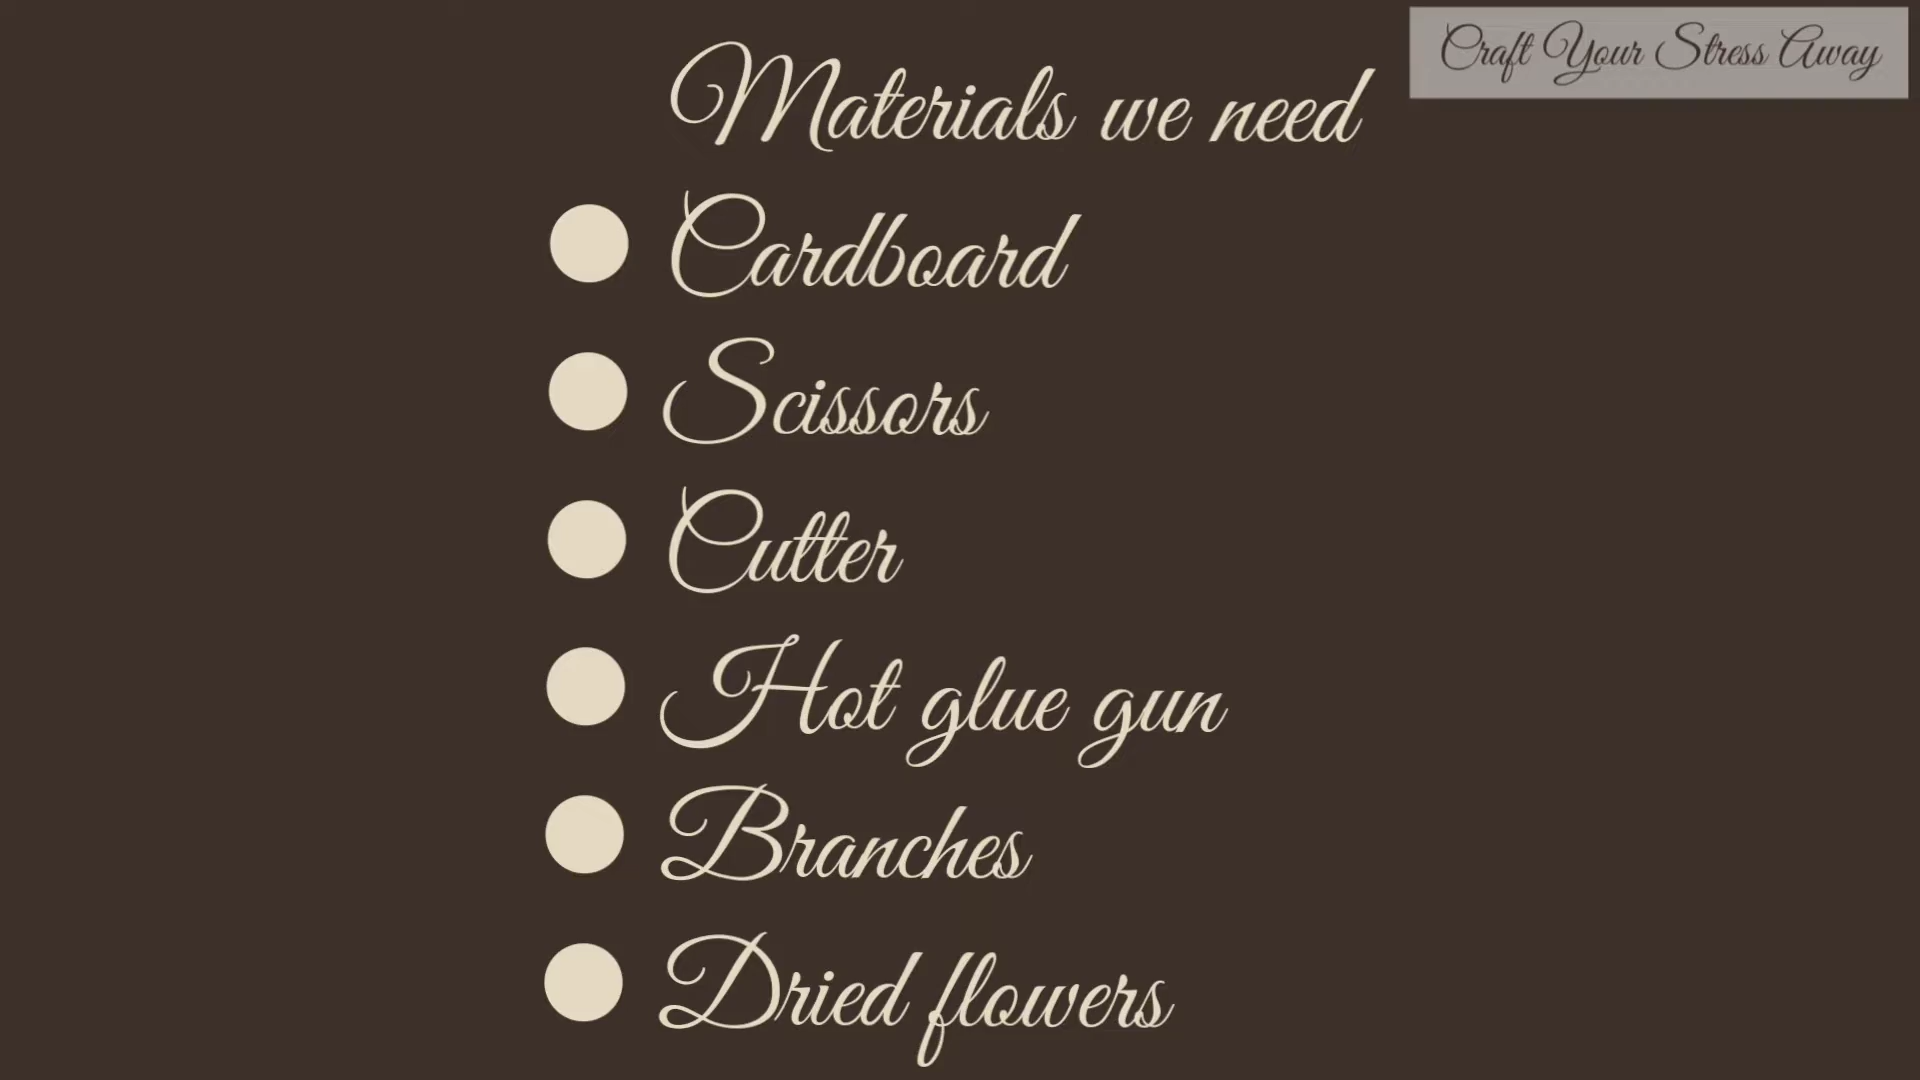 Craft Your Stress Away
Materials we need
Cardboard
Scissors
Cutter
Hot glue gun
Branches
Dried flowers